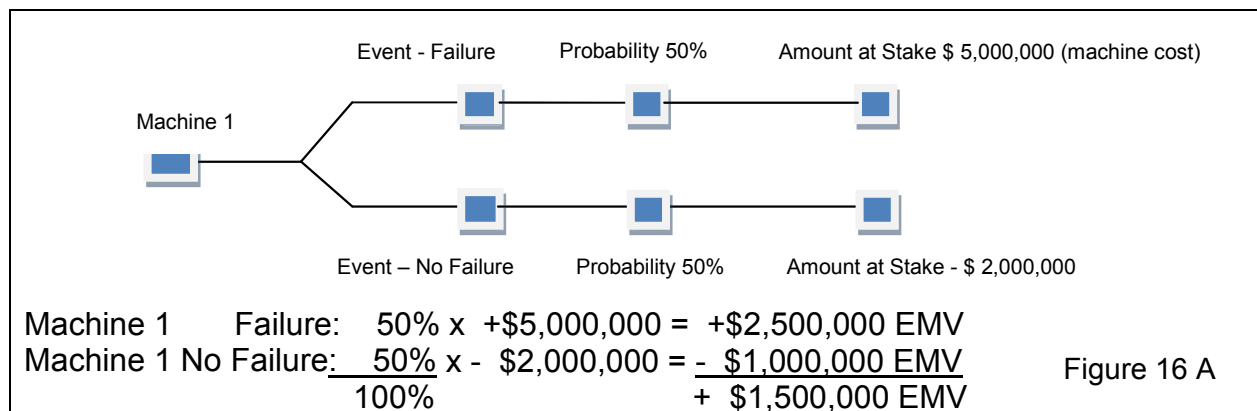 Event - Failure Probability 50% Amount at Stake $ 5,000,000 (machine cost)
Machine 1
Event – No Failure Probability 50% Amount at Stake - $ 2,000,000
Machine 1 Failure: 50% x +$5,000,000 = +$2,500,000 EMV
Machine 1 No Failure: 50% x - $2,000,000 = - $1,000,000 EMV
100% + $1,500,000
Figure 16 A